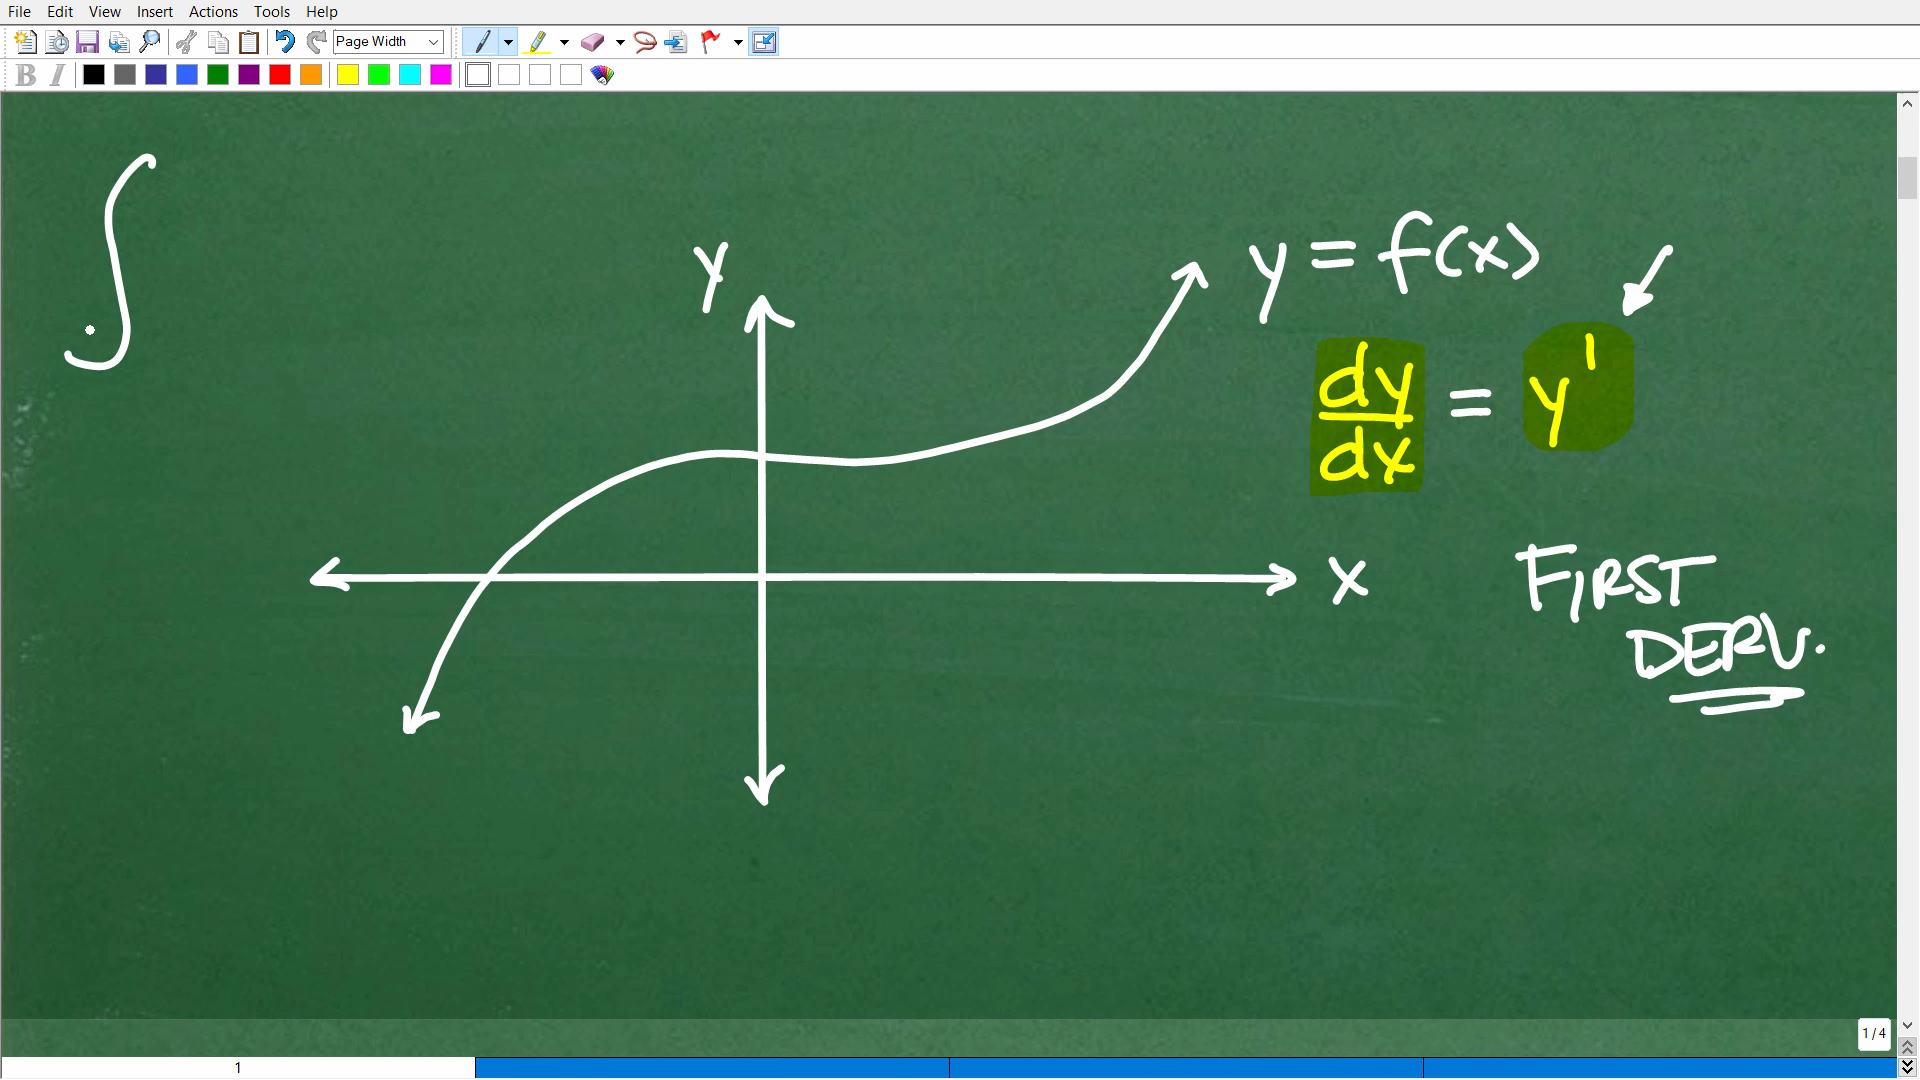 File Edit View Insert Actions Tools Help
Page Width
B I
∫
y
y = f(x)
dy/dx = y'
x
FIRST
DERV.
1 / 4
1